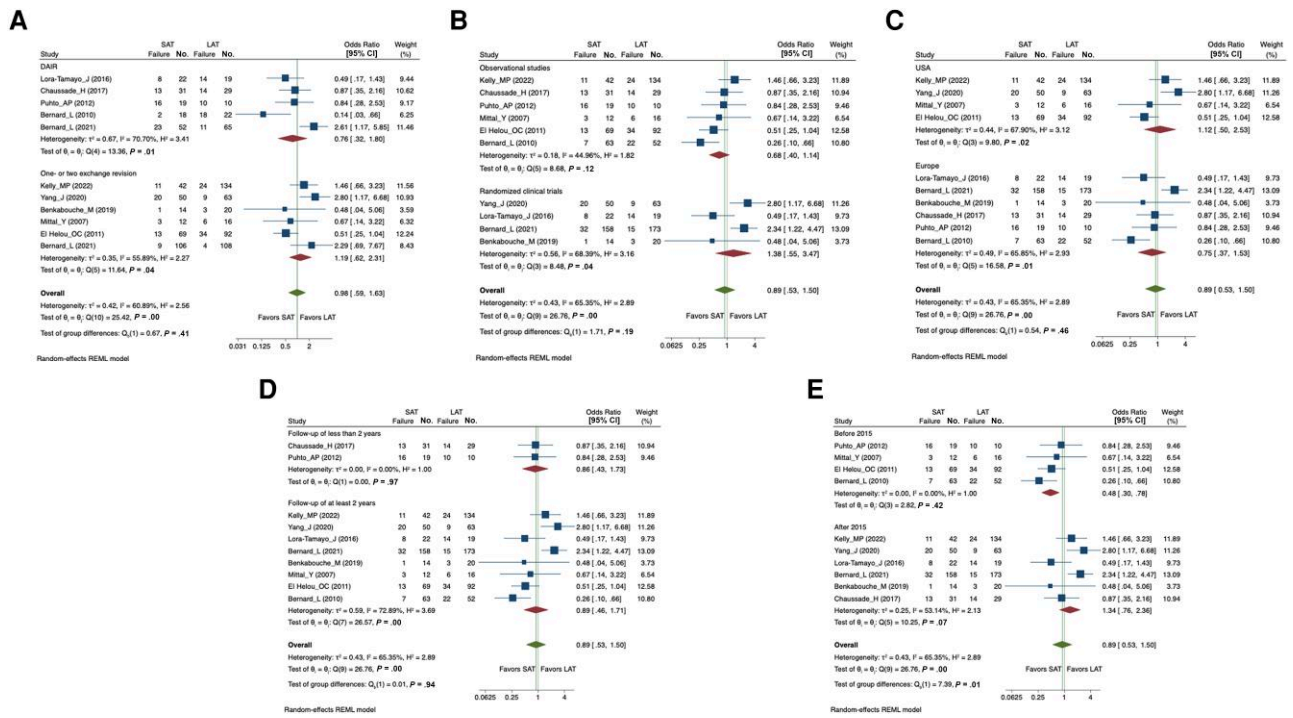 A
SAT LAT Odds Ratio Weight
Study Failure No. Failure No. [95% CI] (%)
DAIR
Lora-Tamayo_J (2016) 8 22 14 19 0.49 [ .17, 1.43] 9.44
Chaussade_H (2017) 13 31 14 29 0.87 [ .35, 2.16] 10.62
Puhto_AP (2012) 16 19 10 10 0.84 [ .28, 2.53] 9.17
Bernard_L (2010) 2 18 18 22 0.14 [ .03, .66] 6.25
Bernard_L (2021) 23 52 11 65 2.61 [ 1.17, 5.85] 11.46
Heterogeneity: τ² = 0.67, I² = 70.70%, H² = 3.41 0.76 [ .32, 1.80]
Test of θᵢ = θⱼ: Q(4) = 13.36, P = .01
One- or two exchange revision
Kelly_MP (2022) 11 42 24 134 1.46 [ .66, 3.23] 11.56
Yang_J (2020) 20 50 9 63 2.80 [ 1.17, 6.68] 10.93
Benkabouche_M (2019) 1 14 3 20 0.48 [ .04, 5.06] 3.59
Mittal_Y (2007) 3 12 6 16 0.67 [ .14, 3.22] 6.32
El Helou_OC (2011) 13 69 34 92 0.51 [ .25, 1.04] 12.24
Bernard_L (2021) 9 106 4 108 2.29 [ .69, 7.67] 8.43
Heterogeneity: τ² = 0.35, I² = 55.89%, H² = 2.27 1.19 [ .62, 2.31]
Test of θᵢ = θⱼ: Q(5) = 11.64, P = .04
Overall 0.98 [ .59, 1.63]
Heterogeneity: τ² = 0.42, I² = 60.89%, H² = 2.56
Test of θᵢ = θⱼ: Q(10) = 25.42, P = .00 Favors SAT Favors LAT
Test of group differences: Q_b(1) = 0.67, P = .41
0.031 0.125 0.5 2
Random-effects REML model
B
SAT LAT Odds Ratio Weight
Study Failure No. Failure No. [95% CI] (%)
Observational studies
Kelly_MP (2022) 11 42 24 134 1.46 [ .66, 3.23] 11.89
Chaussade_H (2017) 13 31 14 29 0.87 [ .35, 2.16] 10.94
Puhto_AP (2012) 16 19 10 10 0.84 [ .28, 2.53] 9.46
Mittal_Y (2007) 3 12 6 16 0.67 [ .14, 3.22] 6.54
El Helou_OC (2011) 13 69 34 92 0.51 [ .25, 1.04] 12.58
Bernard_L (2010) 7 63 22 52 0.26 [ .10, .66] 10.80
Heterogeneity: τ² = 0.18, I² = 44.96%, H² = 1.82 0.68 [ .40, 1.14]
Test of θᵢ = θⱼ: Q(5) = 8.68, P = .12
Randomized clinical trials
Yang_J (2020) 20 50 9 63 2.80 [ 1.17, 6.68] 11.26
Lora-Tamayo_J (2016) 8 22 14 19 0.49 [ .17, 1.43] 9.73
Bernard_L (2021) 32 158 15 173 2.34 [ 1.22, 4.47] 13.09
Benkabouche_M (2019) 1 14 3 20 0.48 [ .04, 5.06] 3.73
Heterogeneity: τ² = 0.56, I² = 68.39%, H² = 3.16 1.38 [ .55, 3.47]
Test of θᵢ = θⱼ: Q(3) = 8.48, P = .04
Overall 0.89 [ .53, 1.50]
Heterogeneity: τ² = 0.43, I² = 65.35%, H² = 2.89
Test of θᵢ = θⱼ: Q(9) = 26.76, P = .00 Favors SAT Favors LAT
Test of group differences: Q_b(1) = 1.71, P = .19
0.0625 0.25 1 4
Random-effects REML model
C
SAT LAT Odds Ratio Weight
Study Failure No. Failure No. [95% CI] (%)
USA
Kelly_MP (2022) 11 42 24 134 1.46 [ .66, 3.23] 11.89
Yang_J (2020) 20 50 9 63 2.80 [ 1.17, 6.68] 11.26
Mittal_Y (2007) 3 12 6 16 0.67 [ .14, 3.22] 6.54
El Helou_OC (2011) 13 69 34 92 0.51 [ .25, 1.04] 12.58
Heterogeneity: τ² = 0.44, I² = 67.90%, H² = 3.12 1.12 [ .50, 2.53]
Test of θᵢ = θⱼ: Q(3) = 9.80, P = .02
Europe
Lora-Tamayo_J (2016) 8 22 14 19 0.49 [ .17, 1.43] 9.73
Bernard_L (2021) 32 158 15 173 2.34 [ 1.22, 4.47] 13.09
Benkabouche_M (2019) 1 14 3 20 0.48 [ .04, 5.06] 3.73
Chaussade_H (2017) 13 31 14 29 0.87 [ .35, 2.16] 10.94
Puhto_AP (2012) 16 19 10 10 0.84 [ .28, 2.53] 9.46
Bernard_L (2010) 7 63 22 52 0.26 [ .10, .66] 10.80
Heterogeneity: τ² = 0.49, I² = 65.85%, H² = 2.93 0.75 [ .37, 1.53]
Test of θᵢ = θⱼ: Q(5) = 16.58, P = .01
Overall 0.89 [ 0.53, 1.50]
Heterogeneity: τ² = 0.43, I² = 65.35%, H² = 2.89
Test of θᵢ = θⱼ: Q(9) = 26.76, P = .00 Favors SAT Favors LAT
Test of group differences: Q_b(1) = 0.54, P = .46
0.0625 0.25 1 4
Random-effects REML model
D
SAT LAT Odds Ratio Weight
Study Failure No. Failure No. [95% CI] (%)
Follow-up of less than 2 years
Chaussade_H (2017) 13 31 14 29 0.87 [ .35, 2.16] 10.94
Puhto_AP (2012) 16 19 10 10 0.84 [ .28, 2.53] 9.46
Heterogeneity: τ² = 0.00, I² = 0.00%, H² = 1.00 0.86 [ .43, 1.73]
Test of θᵢ = θⱼ: Q(1) = 0.00, P = .97
Follow-up of at least 2 years
Kelly_MP (2022) 11 42 24 134 1.46 [ .66, 3.23] 11.89
Yang_J (2020) 20 50 9 63 2.80 [ 1.17, 6.68] 11.26
Lora-Tamayo_J (2016) 8 22 14 19 0.49 [ .17, 1.43] 9.73
Bernard_L (2021) 32 158 15 173 2.34 [ 1.22, 4.47] 13.09
Benkabouche_M (2019) 1 14 3 20 0.48 [ .04, 5.06] 3.73
Mittal_Y (2007) 3 12 6 16 0.67 [ .14, 3.22] 6.54
El Helou_OC (2011) 13 69 34 92 0.51 [ .25, 1.04] 12.58
Bernard_L (2010) 7 63 22 52 0.26 [ .10, .66] 10.80
Heterogeneity: τ² = 0.59, I² = 72.89%, H² = 3.69 0.89 [ .46, 1.71]
Test of θᵢ = θⱼ: Q(7) = 26.57, P = .00
Overall 0.89 [ .53, 1.50]
Heterogeneity: τ² = 0.43, I² = 65.35%, H² = 2.89
Test of θᵢ = θⱼ: Q(9) = 26.76, P = .00 Favors SAT Favors LAT
Test of group differences: Q_b(1) = 0.01, P = .94
0.0625 0.25 1 4
Random-effects REML model
E
SAT LAT Odds Ratio Weight
Study Failure No. Failure No. [95% CI] (%)
Before 2015
Puhto_AP (2012) 16 19 10 10 0.84 [ .28, 2.53] 9.46
Mittal_Y (2007) 3 12 6 16 0.67 [ .14, 3.22] 6.54
El Helou_OC (2011) 13 69 34 92 0.51 [ .25, 1.04] 12.58
Bernard_L (2010) 7 63 22 52 0.26 [ .10, .66] 10.80
Heterogeneity: τ² = 0.00, I² = 0.00%, H² = 1.00 0.48 [ .30, .78]
Test of θᵢ = θⱼ: Q(3) = 2.82, P = .42
After 2015
Kelly_MP (2022) 11 42 24 134 1.46 [ .66, 3.23] 11.89
Yang_J (2020) 20 50 9 63 2.80 [ 1.17, 6.68] 11.26
Lora-Tamayo_J (2016) 8 22 14 19 0.49 [ .17, 1.43] 9.73
Bernard_L (2021) 32 158 15 173 2.34 [ 1.22, 4.47] 13.09
Benkabouche_M (2019) 1 14 3 20 0.48 [ .04, 5.06] 3.73
Chaussade_H (2017) 13 31 14 29 0.87 [ .35, 2.16] 10.94
Heterogeneity: τ² = 0.25, I² = 53.14%, H² = 2.13 1.34 [ .76, 2.36]
Test of θᵢ = θⱼ: Q(5) = 10.25, P = .07
Overall 0.89 [ 0.53, 1.50]
Heterogeneity: τ² = 0.43, I² = 65.35%, H² = 2.89
Test of θᵢ = θⱼ: Q(9) = 26.76, P = .00 Favors SAT Favors LAT
Test of group differences: Q_b(1) = 7.39, P = .01
0.0625 0.25 1 4
Random-effects REML model